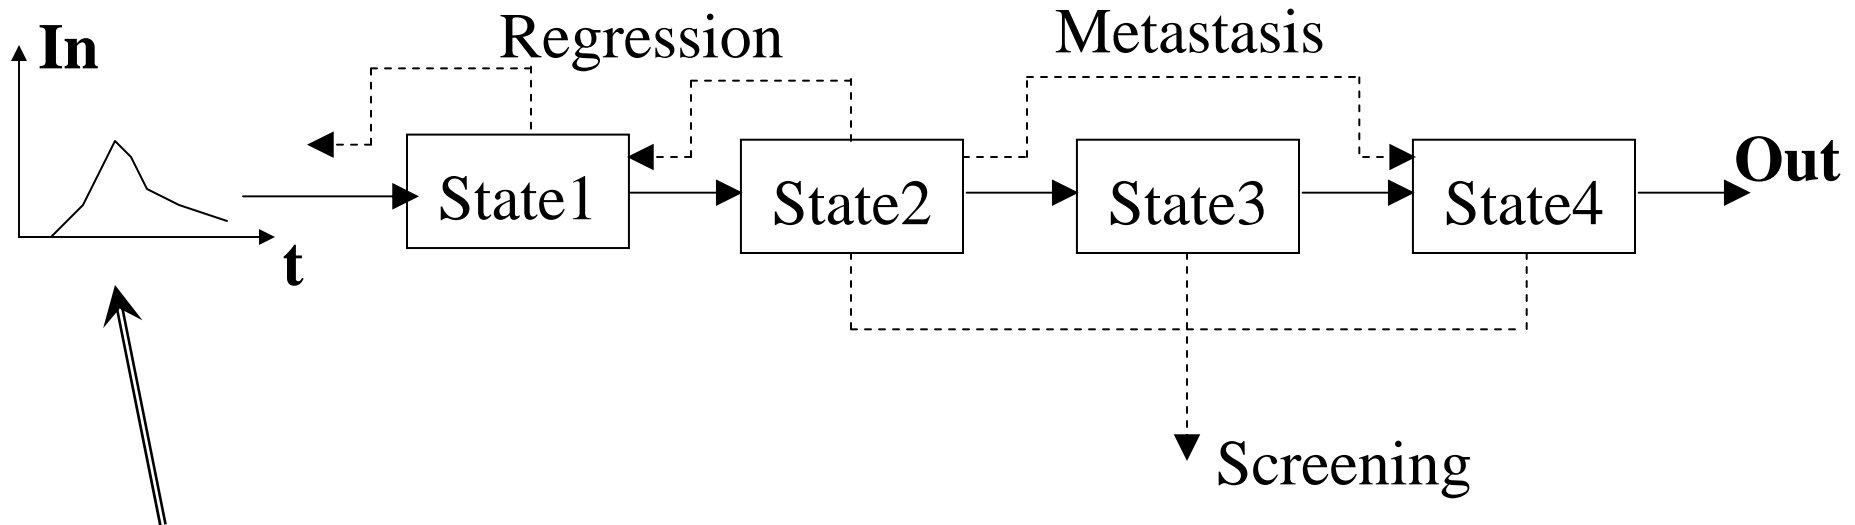 In
Regression
Metastasis
State1
State2
State3
State4
Out
t
Screening